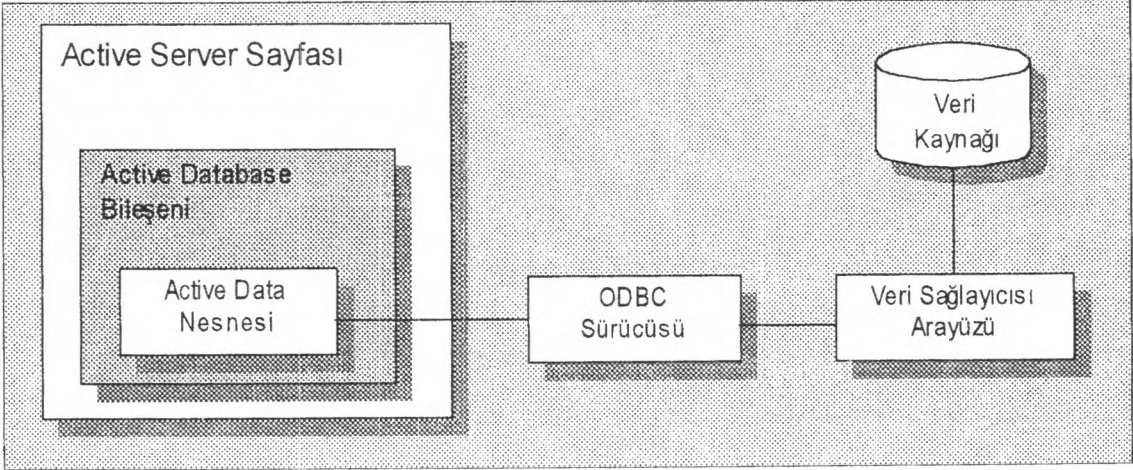 Active Server Sayfası
Active Database
Bileşeni
Active Data
Nesnesi
ODBC
Sürücüsü
Veri Sağlayıcısı
Arayüzü
Veri
Kaynağı